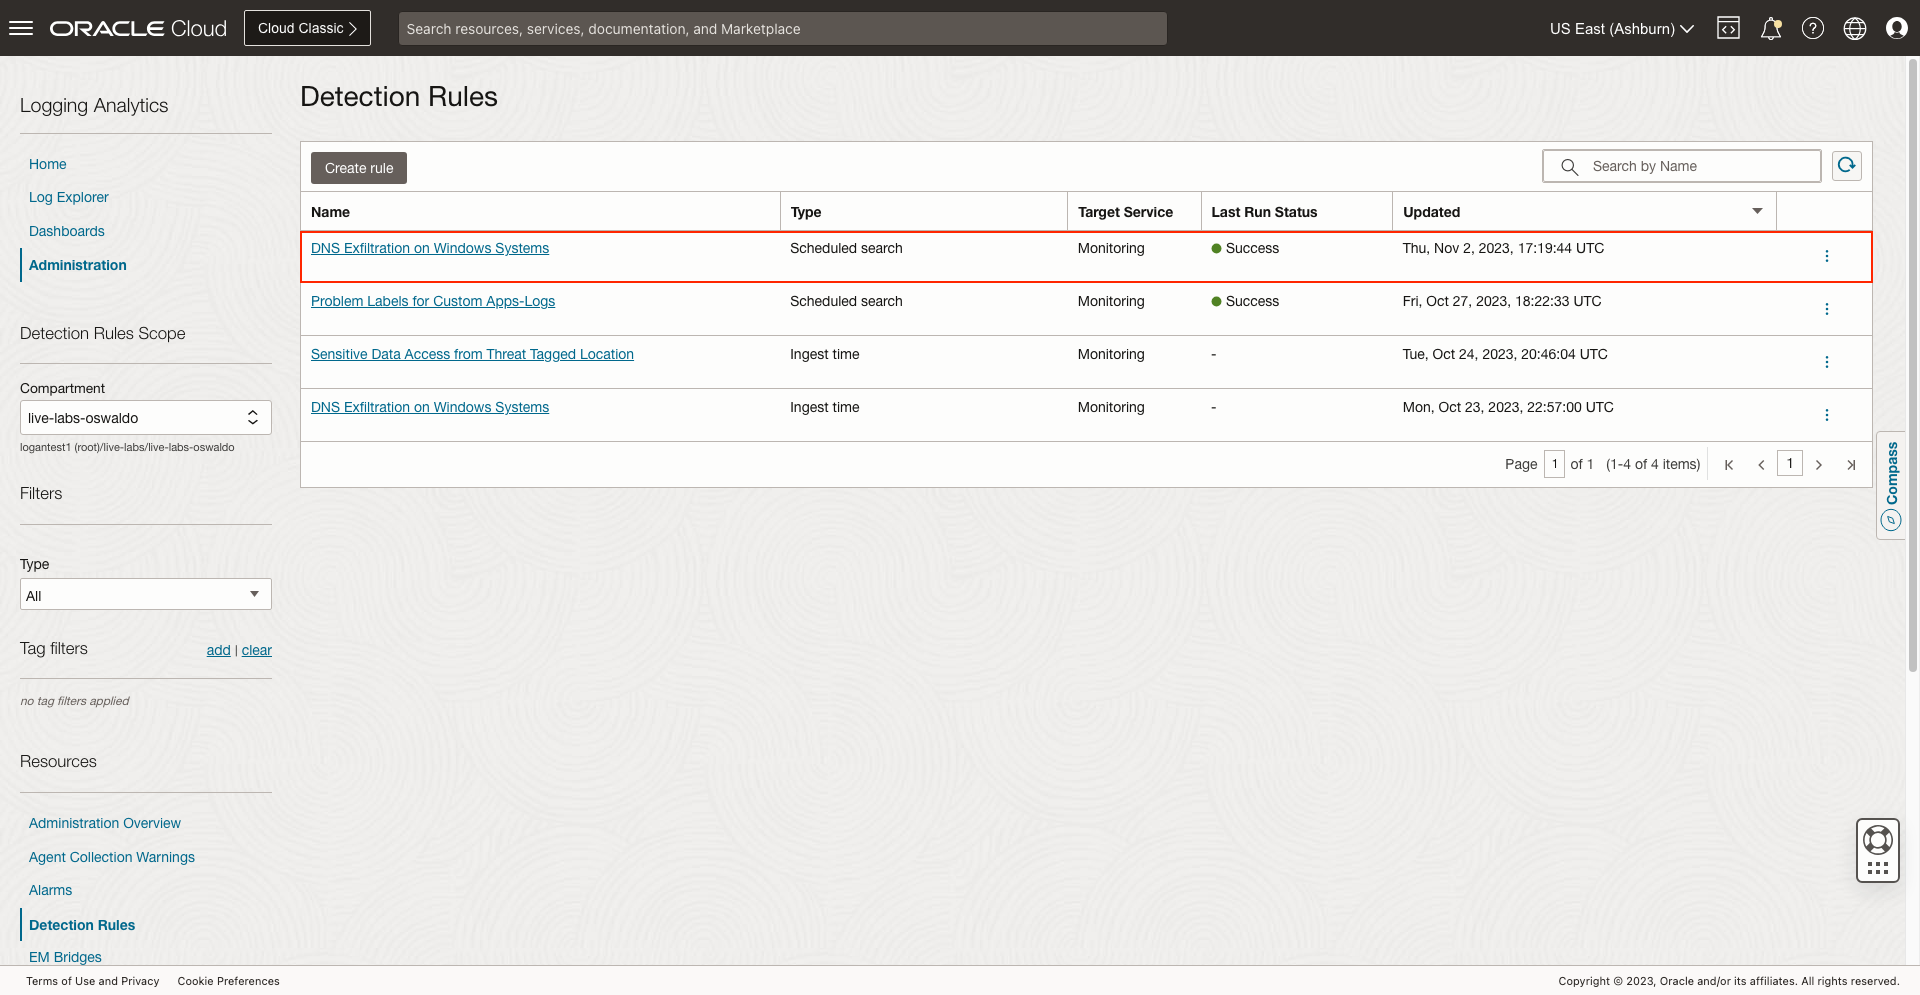 ORACLE Cloud
Cloud Classic
Search resources, services, documentation, and Marketplace
US East (Ashburn)
Logging Analytics
Home
Log Explorer
Dashboards
Administration
Detection Rules Scope
Compartment
live-labs-oswaldo
logantest1 (root)/live-labs/live-labs-oswaldo
Filters
Type
All
Tag filters add | clear
no tag filters applied
Resources
Administration Overview
Agent Collection Warnings
Alarms
Detection Rules
EM Bridges
Detection Rules
Create rule
Search by Name
Name Type Target Service Last Run Status Updated
DNS Exfiltration on Windows Systems Scheduled search Monitoring Success Thu, Nov 2, 2023, 17:19:44 UTC
Problem Labels for Custom Apps-Logs Scheduled search Monitoring Success Fri, Oct 27, 2023, 18:22:33 UTC
Sensitive Data Access from Threat Tagged Location Ingest time Monitoring - Tue, Oct 24, 2023, 20:46:04 UTC
DNS Exfiltration on Windows Systems Ingest time Monitoring - Mon, Oct 23, 2023, 22:57:00 UTC
Page 1 of 1 (1-4 of 4 items) 1
Compass
Terms of Use and Privacy Cookie Preferences
Copyright © 2023, Oracle and/or its affiliates. All rights reserved.